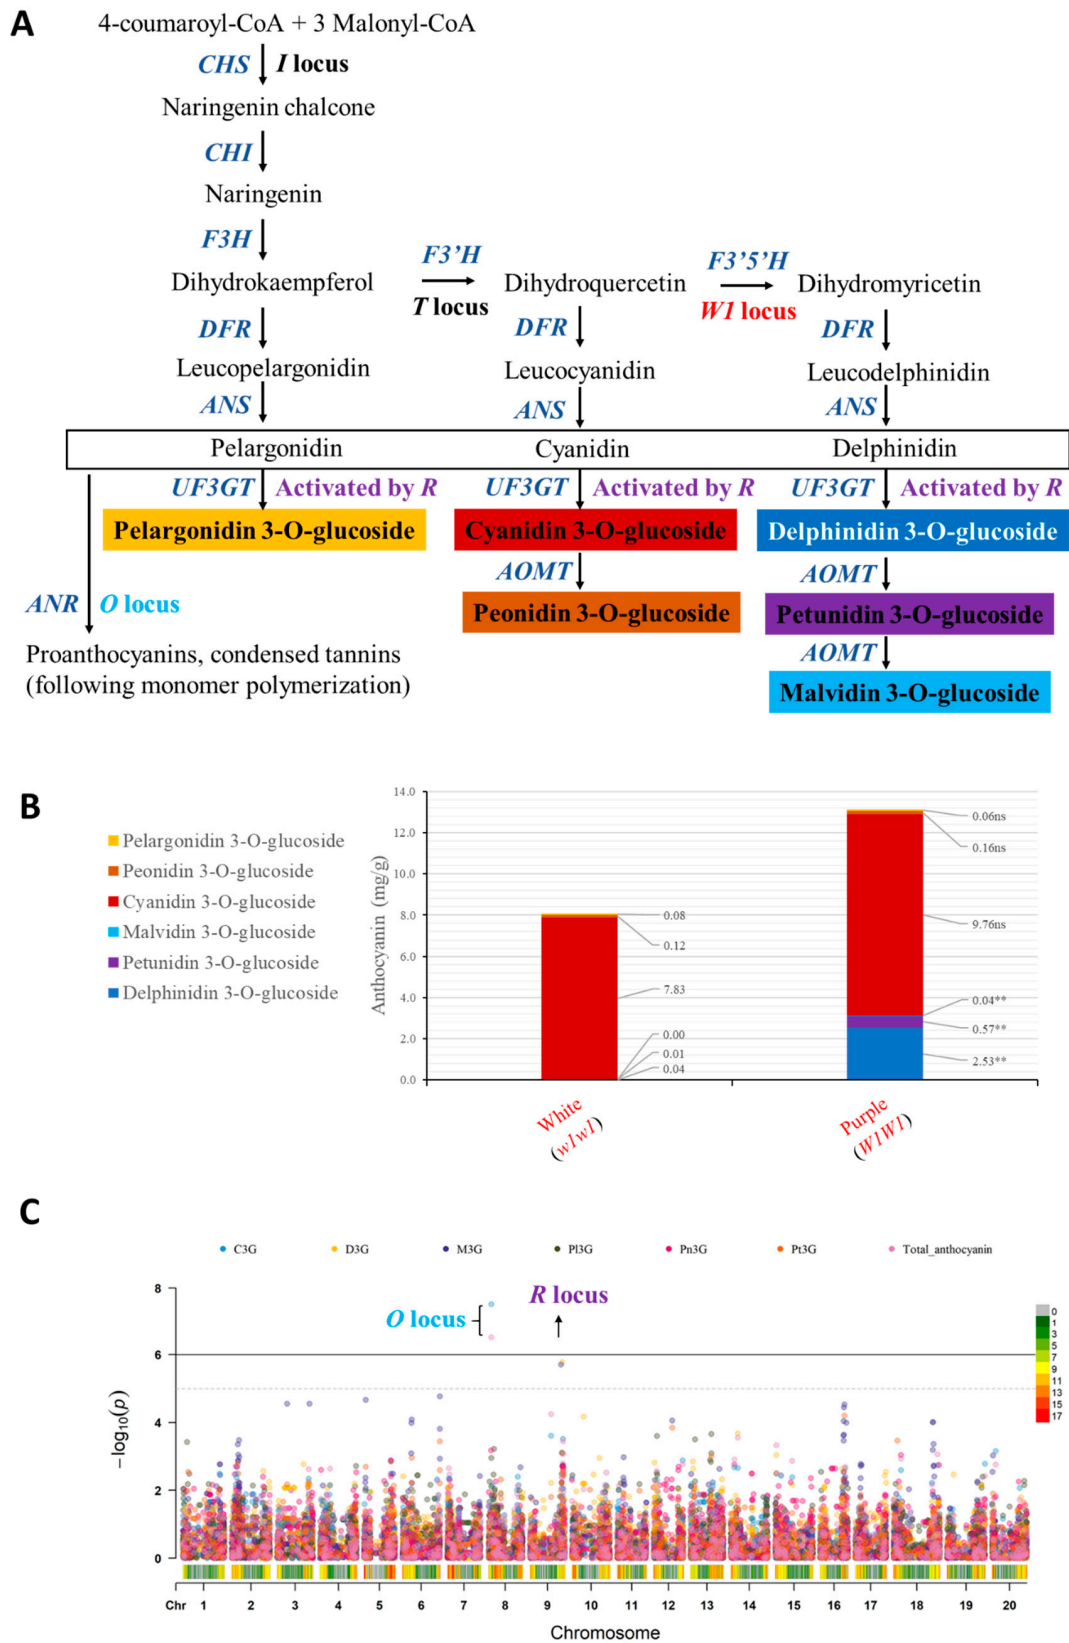 A
4-coumaroyl-CoA + 3 Malonyl-CoA
CHS I locus
Naringenin chalcone
CHI
Naringenin
F3H
F3'H
F3'5'H
Dihydrokaempferol
Dihydroquercetin
Dihydromyricetin
T locus
W1 locus
DFR
DFR
DFR
Leucopelargonidin
Leucocyanidin
Leucodelphinidin
ANS
ANS
ANS
Pelargonidin
Cyanidin
Delphinidin
UF3GT Activated by R
UF3GT Activated by R
UF3GT Activated by R
Pelargonidin 3-O-glucoside
Cyanidin 3-O-glucoside
Delphinidin 3-O-glucoside
AOMT
AOMT
ANR O locus
Peonidin 3-O-glucoside
Petunidin 3-O-glucoside
AOMT
Proanthocyanins, condensed tannins
(following monomer polymerization)
Malvidin 3-O-glucoside
B
Pelargonidin 3-O-glucoside
Peonidin 3-O-glucoside
Cyanidin 3-O-glucoside
Malvidin 3-O-glucoside
Petunidin 3-O-glucoside
Delphinidin 3-O-glucoside
Anthocyanin (mg/g)
14.0
12.0
10.0
8.0
6.0
4.0
2.0
0.0
0.08
0.12
7.83
0.00
0.01
0.04
0.06ns
0.16ns
9.76ns
0.04**
0.57**
2.53**
White
(w1w1)
Purple
(W1W1)
C
C3G D3G M3G Pl3G Pn3G Pt3G Total_anthocyanin
O locus
R locus
−log10(p)
8
6
4
2
0
0
1
3
5
7
9
11
13
15
17
Chr 1 2 3 4 5 6 7 8 9 10 11 12 13 14 15 16 17 18 19 20
Chromosome